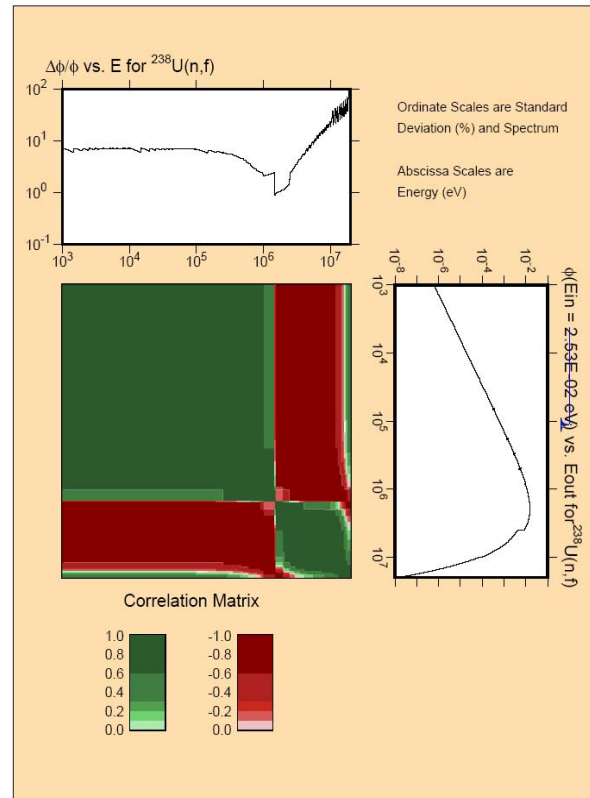 Δϕ/ϕ vs. E for ²³⁸U(n,f)
10²
10¹
10⁰
10⁻¹
10³ 10⁴ 10⁵ 10⁶ 10⁷
Ordinate Scales are Standard
Deviation (%) and Spectrum
Abscissa Scales are
Energy (eV)
10⁻⁸ 10⁻⁶ 10⁻⁴ 10⁻²
10³
10⁴
10⁵
10⁶
10⁷
ϕ(Ein = 2.53E-02 eV) vs. Eout for ²³⁸U(n,f)
Correlation Matrix
1.0
0.8
0.6
0.4
0.2
0.0
-1.0
-0.8
-0.6
-0.4
-0.2
0.0